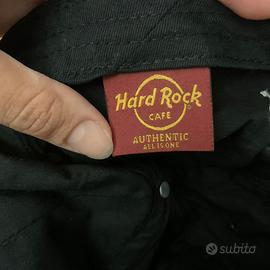 Hard Rock
CAFE
AUTHENTIC
ALL IS ONE
subito